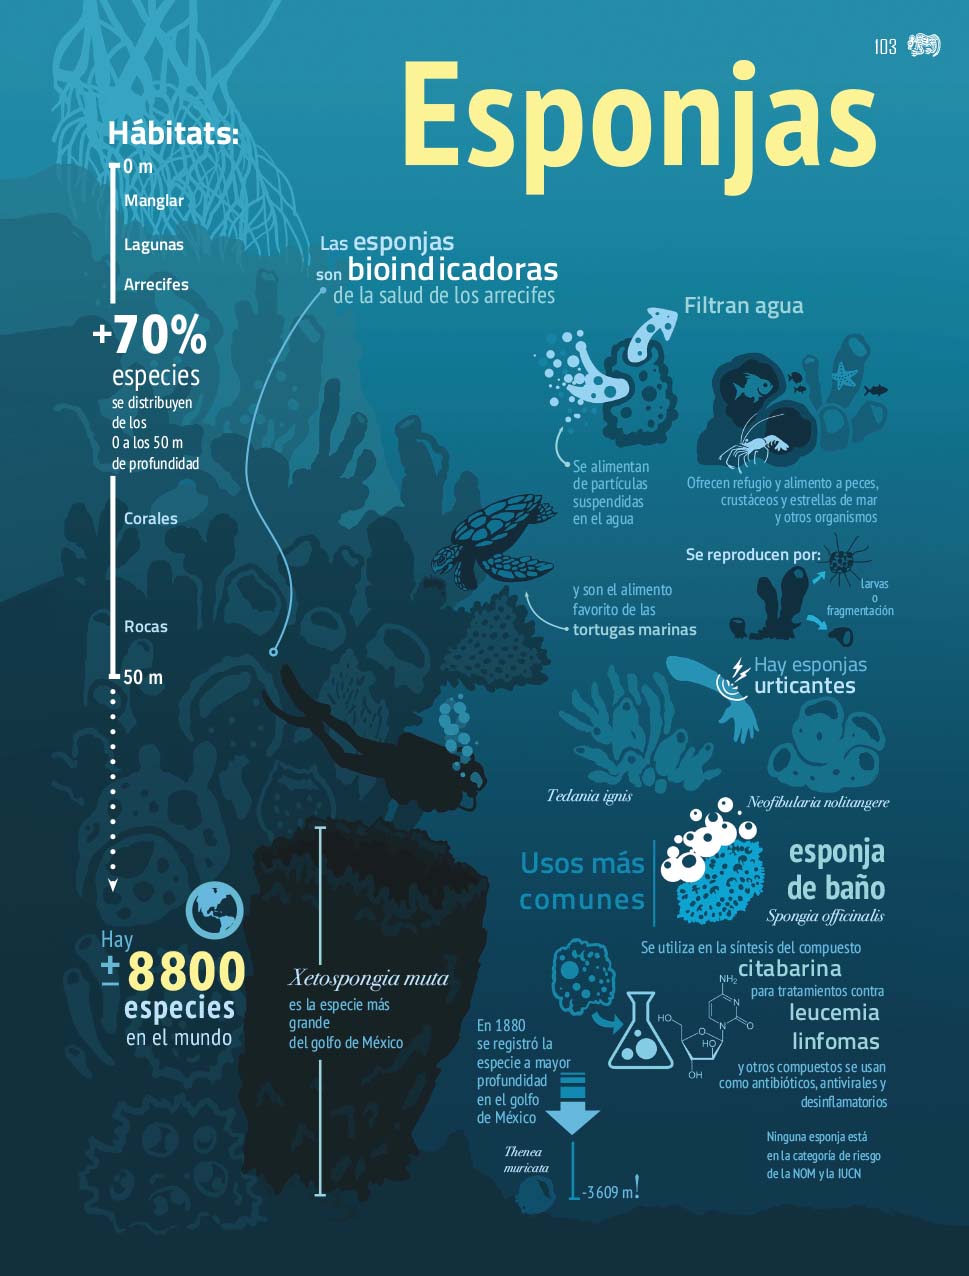 103
Esponjas
Hábitats:
0 m
Manglar
Lagunas
Arrecifes
+70%
especies
se distribuyen
de los
0 a los 50 m
de profundidad
Corales
Rocas
50 m
Hay
± 8800
especies
en el mundo
Las esponjas
son bioindicadoras
de la salud de los arrecifes
Filtran agua
Se alimentan
de partículas
suspendidas
en el agua
Ofrecen refugio y alimento a peces,
crustáceos y estrellas de mar
y otros organismos
y son el alimento
favorito de las
tortugas marinas
Se reproducen por:
larvas
o
fragmentación
Hay esponjas
urticantes
Tedania ignis
Neofibularia nolitangere
Usos más
comunes
esponja
de baño
Spongia officinalis
Se utiliza en la síntesis del compuesto
citabarina
para tratamientos contra
leucemia
linfomas
y otros compuestos se usan
como antibióticos, antivirales y
desinflamatorios
NH₂
N
N
O
HO
O
HO
OH
Xetospongia muta
es la especie más
grande
del golfo de México
En 1880
se registró la
especie a mayor
profundidad
en el golfo
de México
Thenea
muricata
-3609 m!
Ninguna esponja está
en la categoría de riesgo
de la NOM y la IUCN